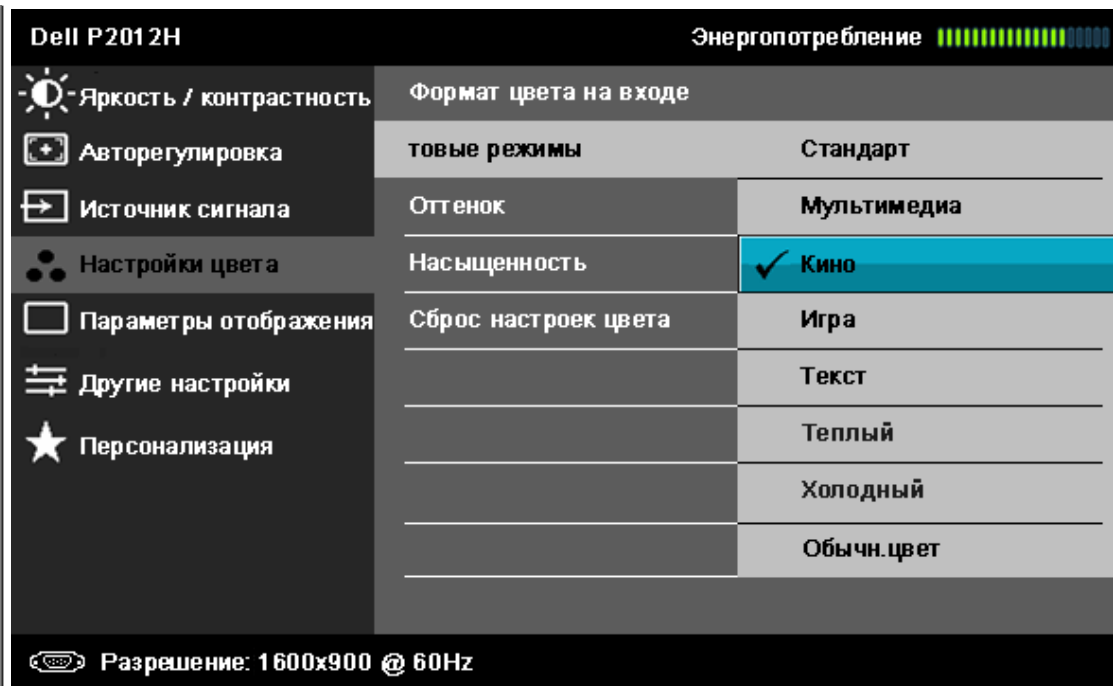 Dell P2012H
Энергопотребление
Яркость / контрастность
Авторегулировка
Источник сигнала
Настройки цвета
Параметры отображения
Другие настройки
Персонализация
Формат цвета на входе
товые режимы
Оттенок
Насыщенность
Сброс настроек цвета
Стандарт
Мультимедиа
Кино
Игра
Текст
Теплый
Холодный
Обычн.цвет
Разрешение: 1600x900 @ 60Hz